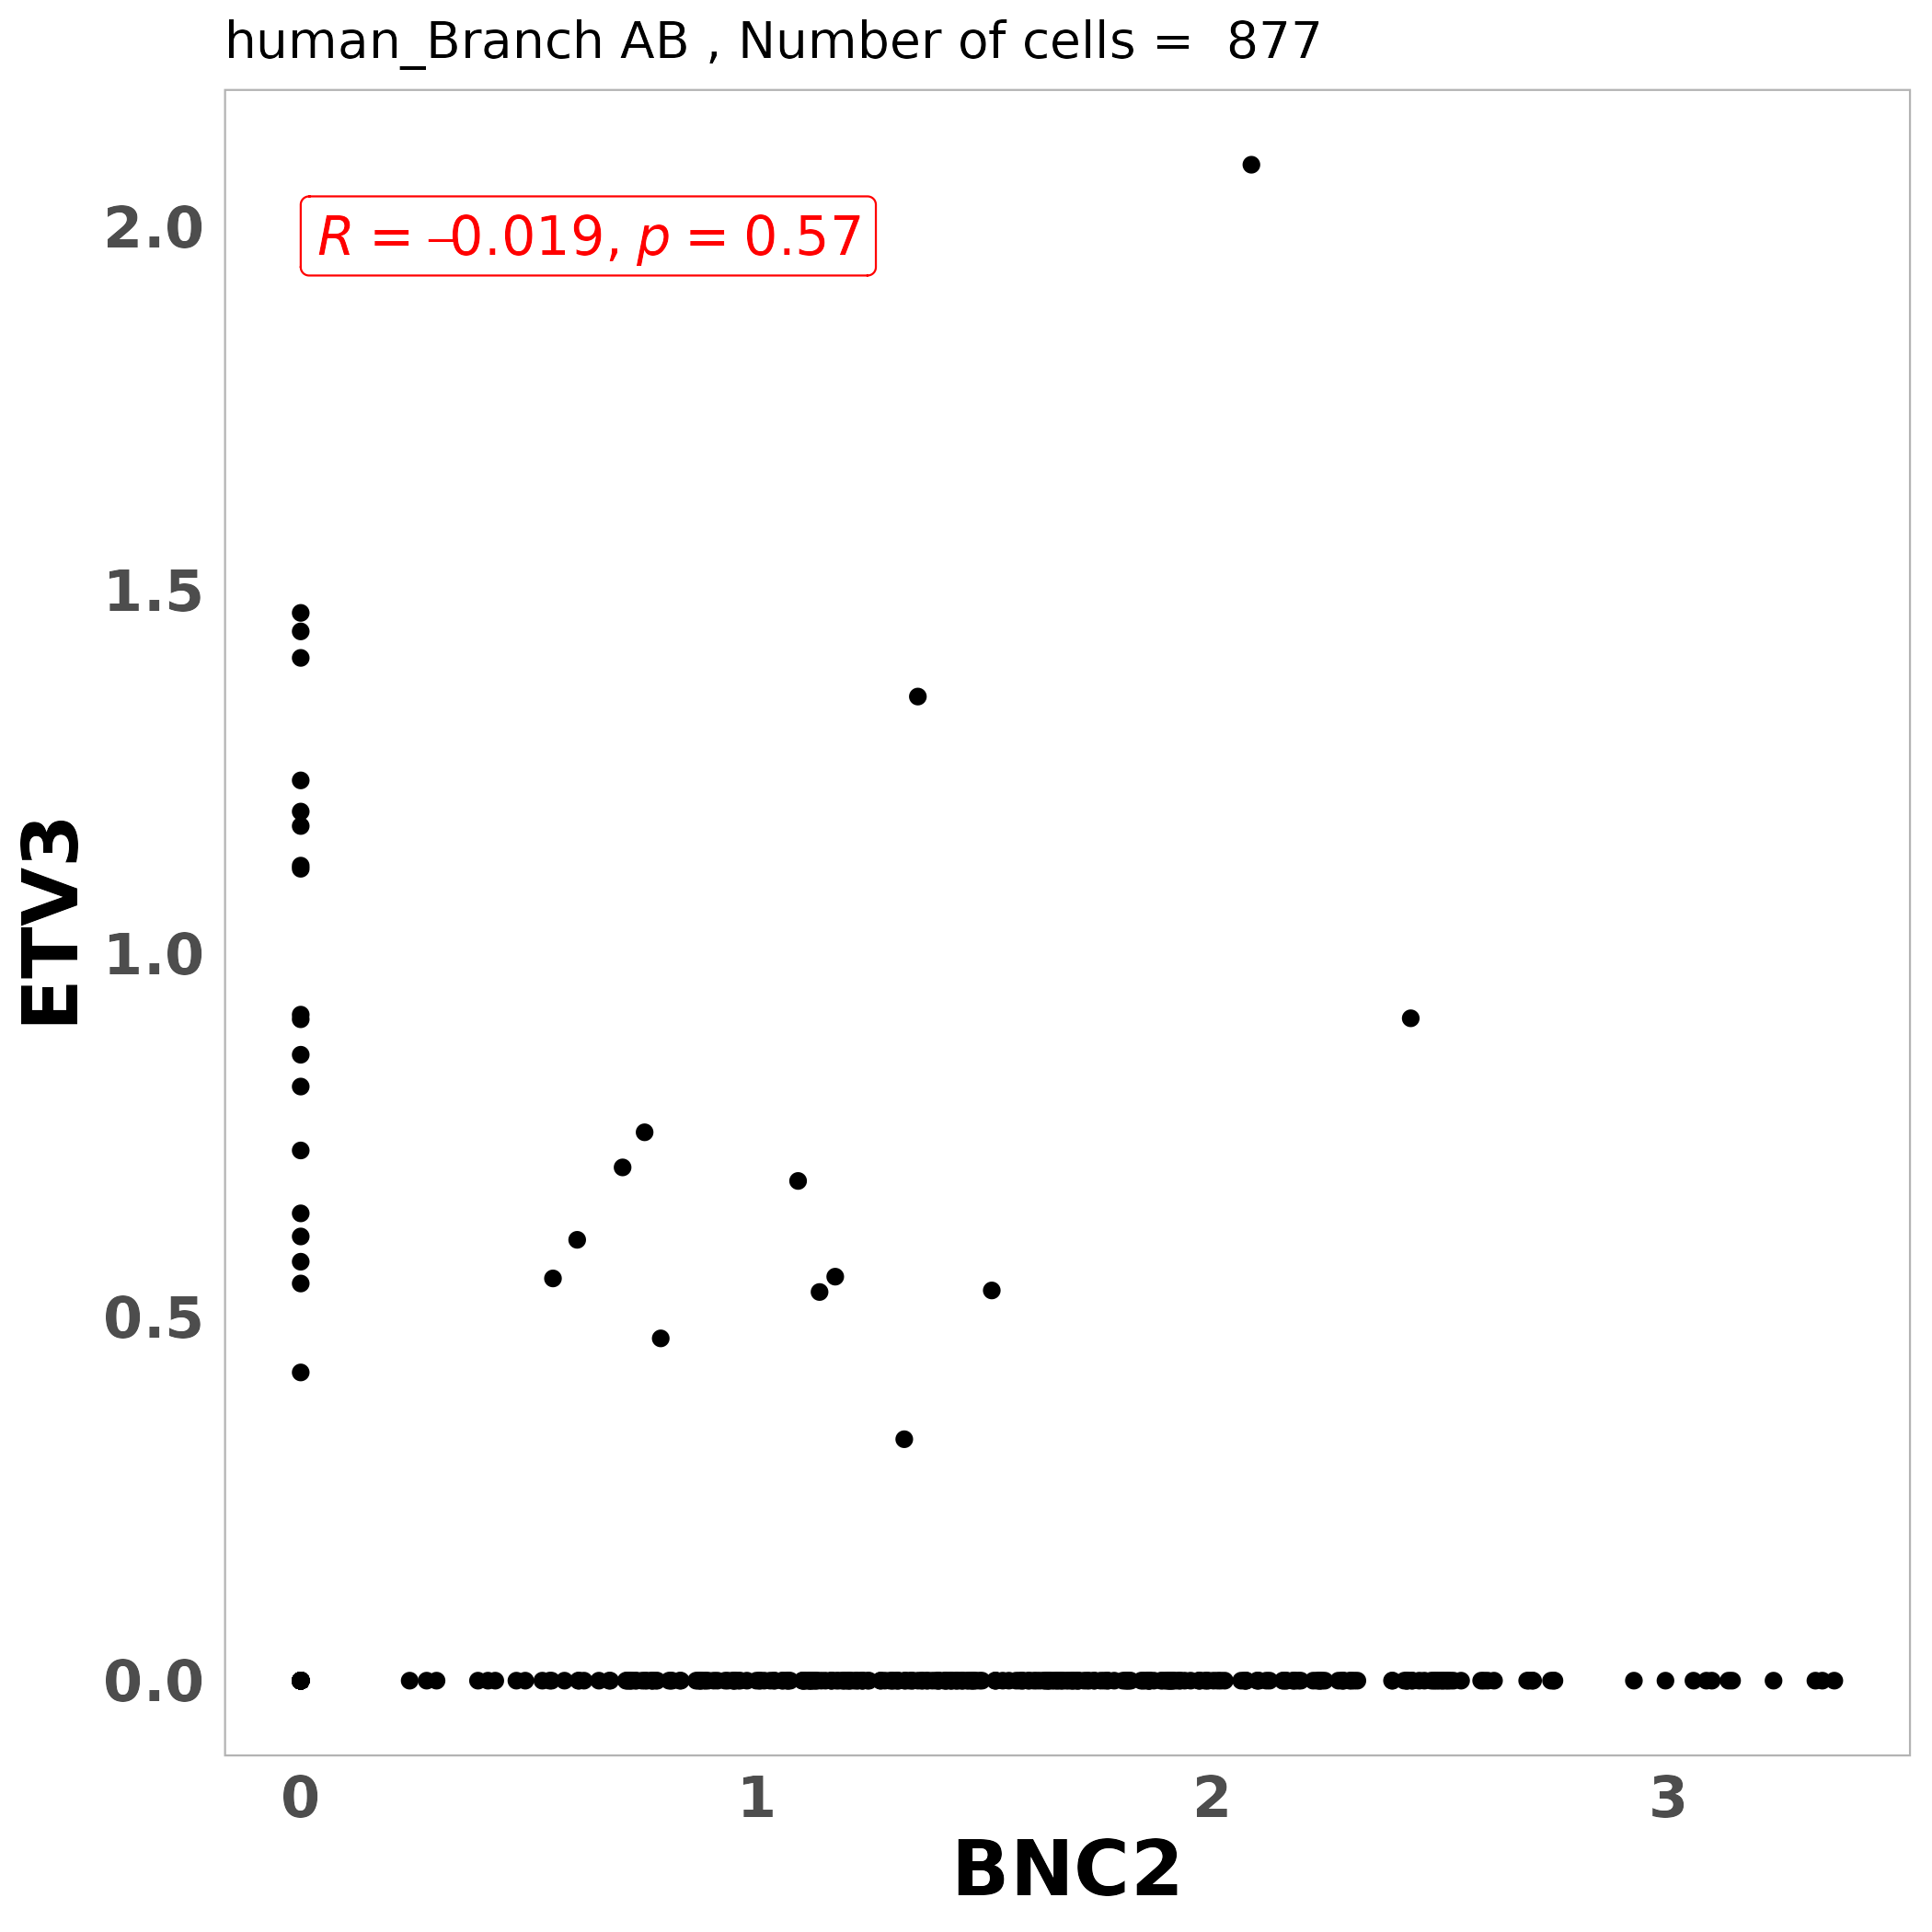 human_Branch AB , Number of cells =  877
R = –0.019, p = 0.57
2.0
1.5
1.0
0.5
0.0
ETV3
0 1 2 3
BNC2